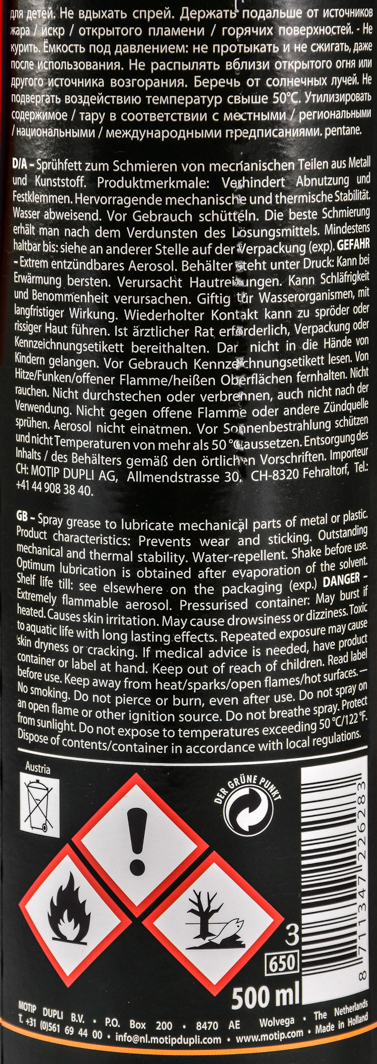 для детей. Не вдыхать спрей. Держать подальше от источников
жара / искр / открытого пламени / горячих поверхностей. - Не
курить. Ёмкость под давлением: не протыкать и не сжигать, даже
после использования. Не распылять вблизи открытого огня или
другого источника возгорания. Беречь от солнечных лучей. Не
подвергать воздействию температур свыше 50°C. Утилизировать
содержимое / тару в соответствии с местными / региональными
/ национальными / международными предписаниями. pentane.
D/A – Sprühfett zum Schmieren von mechanischen Teilen aus Metall
und Kunststoff. Produktmerkmale: Verhindert Abnutzung und
Festklemmen. Hervorragende mechanische und thermische Stabilität.
Wasser abweisend. Vor Gebrauch schütteln. Die beste Schmierung
erhält man nach dem Verdunsten des Lösungsmittels. Mindestens
haltbar bis: siehe an anderer Stelle auf der Verpackung (exp). GEFAHR
– Extrem entzündbares Aerosol. Behälter steht unter Druck: Kann bei
Erwärmung bersten. Verursacht Hautreizungen. Kann Schläfrigkeit
und Benommenheit verursachen. Giftig für Wasserorganismen, mit
langfristiger Wirkung. Wiederholter Kontakt kann zu spröder oder
rissiger Haut führen. Ist ärztlicher Rat erforderlich, Verpackung oder
Kennzeichnungsetikett bereithalten. Darf nicht in die Hände von
Kindern gelangen. Vor Gebrauch Kennzeichnungsetikett lesen. Von
Hitze/Funken/offener Flamme/heißen Oberflächen fernhalten. Nicht
rauchen. Nicht durchstechen oder verbrennen, auch nicht nach der
Verwendung. Nicht gegen offene Flamme oder andere Zündquelle
sprühen. Aerosol nicht einatmen. Vor Sonnenbestrahlung schützen
und nicht Temperaturen von mehr als 50 °C aussetzen. Entsorgung des
Inhalts / des Behälters gemäß den örtlichen Vorschriften. Importeur
CH: MOTIP DUPLI AG, Allmendstrasse 30, CH-8320 Fehraltorf, Tel.:
+41 44 908 38 40.
GB – Spray grease to lubricate mechanical parts of metal or plastic.
Product characteristics: Prevents wear and sticking. Outstanding
mechanical and thermal stability. Water-repellent. Shake before use.
Optimum lubrication is obtained after evaporation of the solvent.
Shelf life till: see elsewhere on the packaging (exp.) DANGER –
Extremely flammable aerosol. Pressurised container: May burst if
heated. Causes skin irritation. May cause drowsiness or dizziness. Toxic
to aquatic life with long lasting effects. Repeated exposure may cause
skin dryness or cracking. If medical advice is needed, have product
container or label at hand. Keep out of reach of children. Read label
before use. Keep away from heat/sparks/open flames/hot surfaces. —
No smoking. Do not pierce or burn, even after use. Do not spray on
an open flame or other ignition source. Do not breathe spray. Protect
from sunlight. Do not expose to temperatures exceeding 50 °C/122 °F.
Dispose of contents/container in accordance with local regulations.
Austria
DER GRÜNE PUNKT
3
650
500 ml
8 711347 226283
MOTIP DUPLI B.V. • P.O. Box 200 • 8470 AE Wolvega • The Netherlands
T. +31 (0)561 69 44 00 • info@nl.motipdupli.com • www.motip.com • Made in Holland